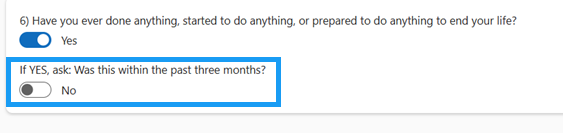 6) Have you ever done anything, started to do anything, or prepared to do anything to end your life?
Yes
If YES, ask: Was this within the past three months?
No